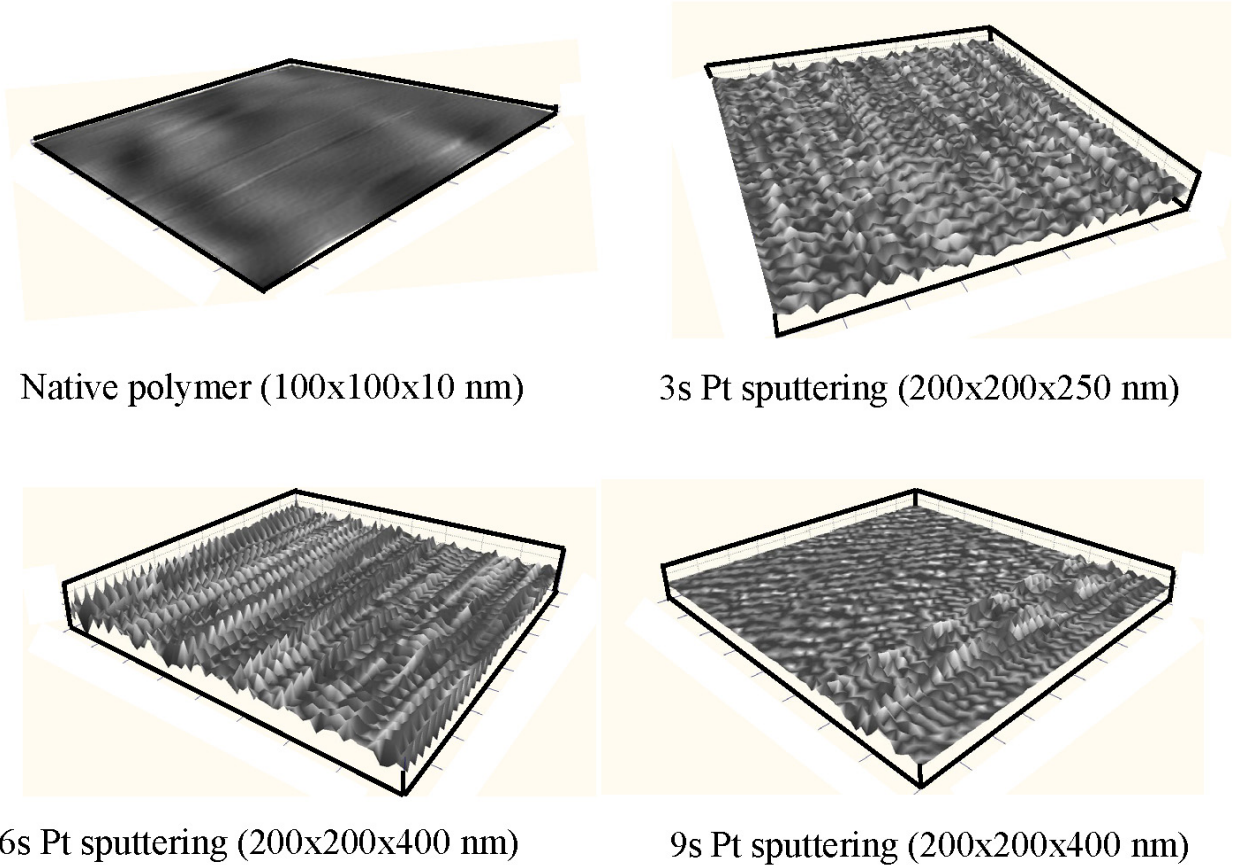 Native polymer (100x100x10 nm)
3s Pt sputtering (200x200x250 nm)
6s Pt sputtering (200x200x400 nm)
9s Pt sputtering (200x200x400 nm)